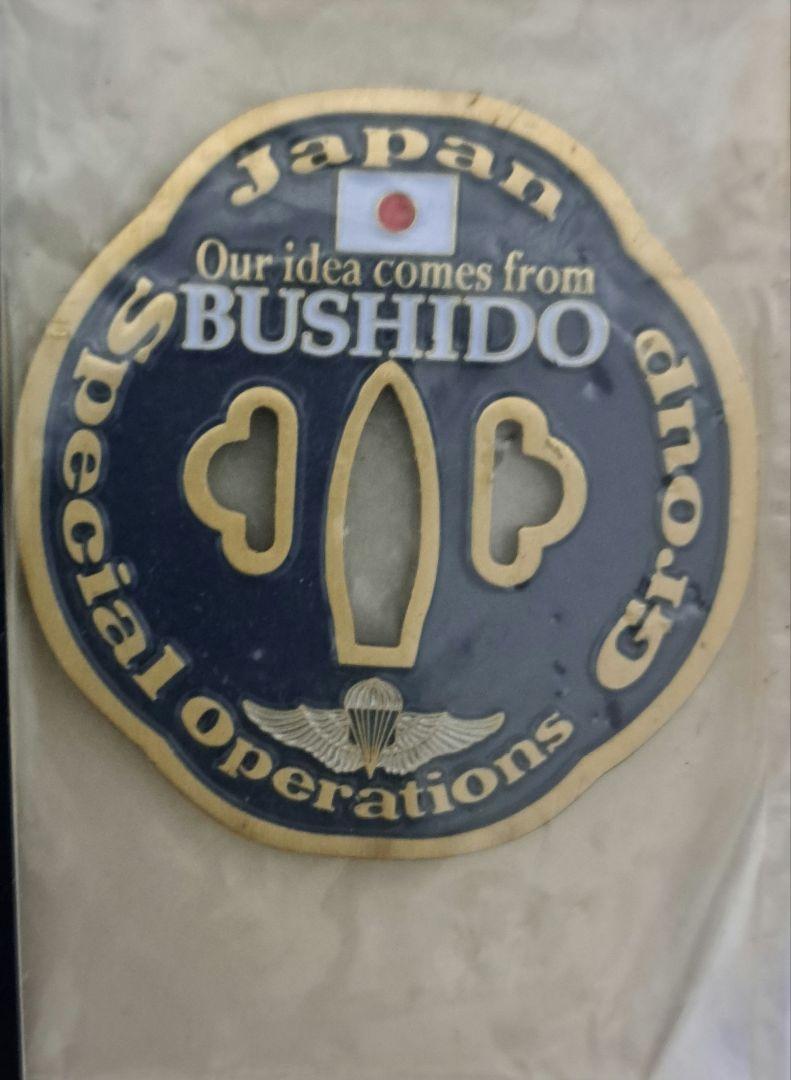 Japan
Our idea comes from
BUSHIDO
Special Operations
Group